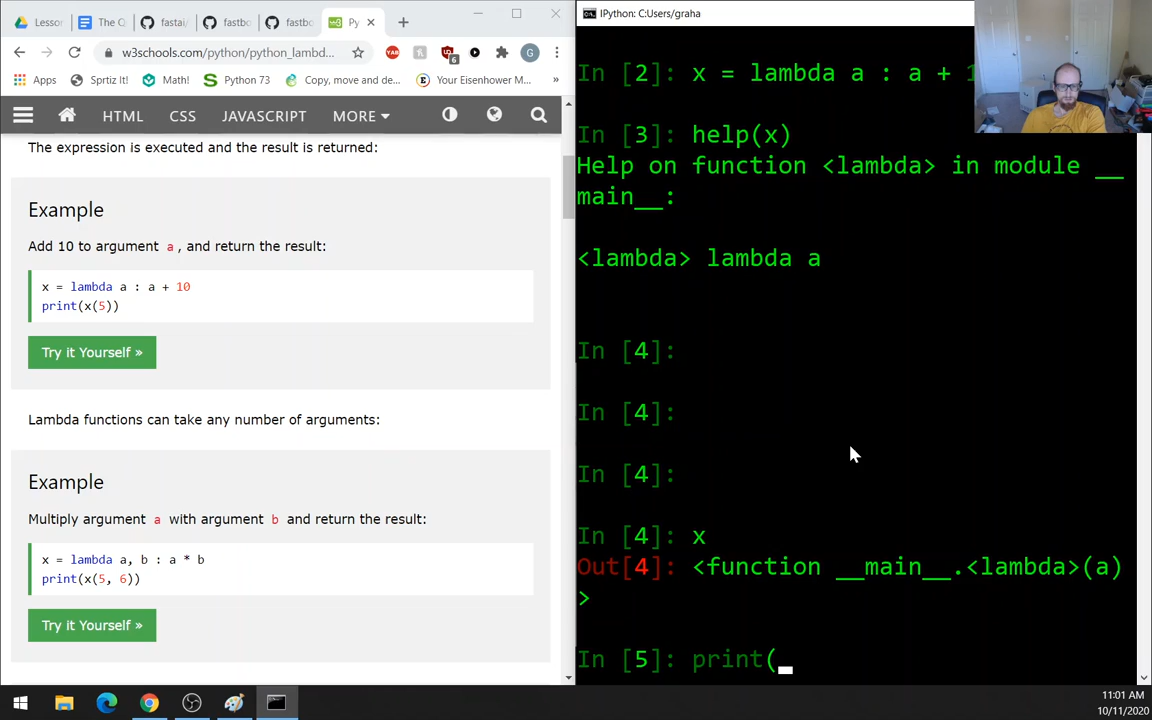 Lesson
The Q
fastai/
fastbo
fastbo
Py
w3schools.com/python/python_lambd...
G
Apps
Sprtiz It!
Math!
Python 73
Copy, move and de...
Your Eisenhower M...
»
HTML
CSS
JAVASCRIPT
MORE
The expression is executed and the result is returned:
Example
Add 10 to argument a , and return the result:
x = lambda a : a + 10
print(x(5))
Try it Yourself »
Lambda functions can take any number of arguments:
Example
Multiply argument a with argument b and return the result:
x = lambda a, b : a * b
print(x(5, 6))
Try it Yourself »
IPython: C:Users/graha
In [2]: x = lambda a : a + 1
In [3]: help(x)
Help on function <lambda> in module __
main__:
<lambda> lambda a
In [4]:
In [4]:
In [4]:
In [4]: x
Out[4]: <function __main__.<lambda>(a)
>
In [5]: print(
11:01 AM
10/11/2020